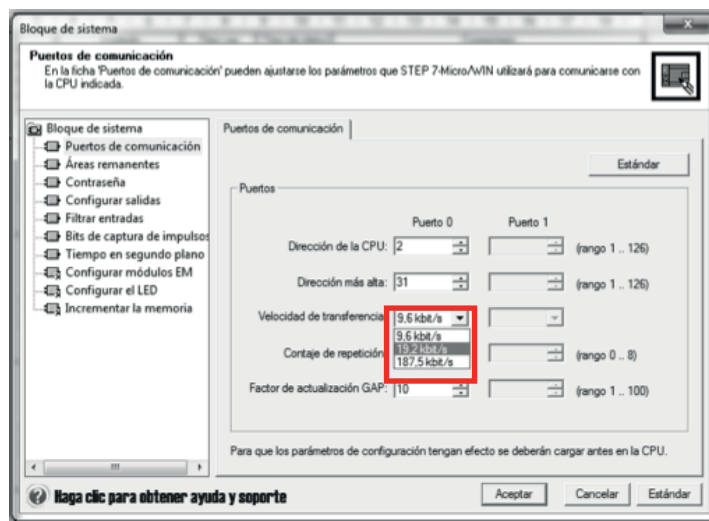 Bloque de sistema
Puertos de comunicación
En la ficha 'Puertos de comunicación' pueden ajustarse los parámetros que STEP 7-Micro/WIN utilizará para comunicarse con
la CPU indicada.
Bloque de sistema
Puertos de comunicación
Áreas remanentes
Contraseña
Configurar salidas
Filtrar entradas
Bits de captura de impulsos
Tiempo en segundo plano
Configurar módulos EM
Configurar el LED
Incrementar la memoria
Puertos de comunicación
Estándar
Puertos
Puerto 0 Puerto 1
Dirección de la CPU: 2 (rango 1 .. 126)
Dirección más alta: 31 (rango 1 .. 126)
Velocidad de transferencia 9,6 kbit/s
9,6 kbit/s
19,2 kbit/s
187,5 kbit/s
Contaje de repetición (rango 0 .. 8)
Factor de actualización GAP: 10 (rango 1 .. 100)
Para que los parámetros de configuración tengan efecto se deberán cargar antes en la CPU.
Haga clic para obtener ayuda y soporte
Aceptar Cancelar Estándar